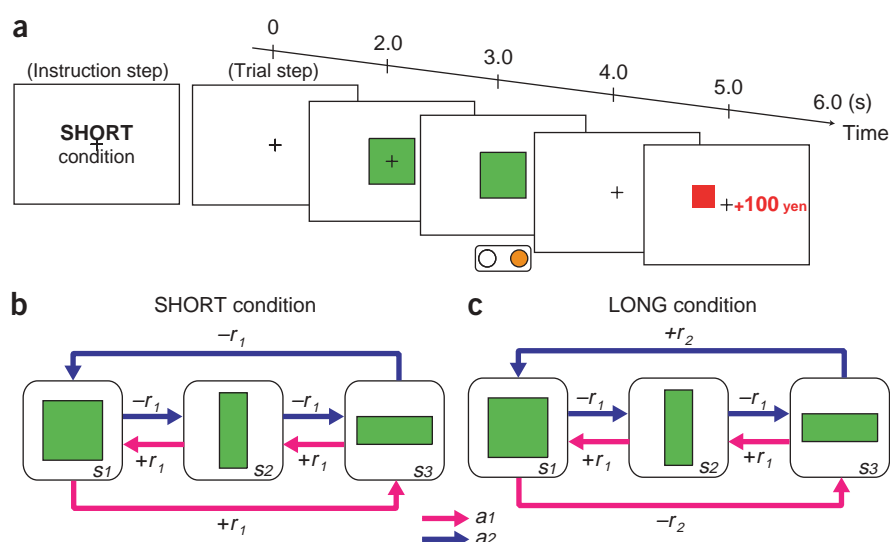 a
0
2.0
3.0
4.0
5.0
6.0 (s)
Time
(Instruction step)
(Trial step)
SHORT
condition
+100 yen
b
SHORT condition
−r1
−r1
−r1
+r1
+r1
s1
s2
s3
+r1
c
LONG condition
+r2
−r1
−r1
+r1
+r1
s1
s2
s3
−r2
a1
a2